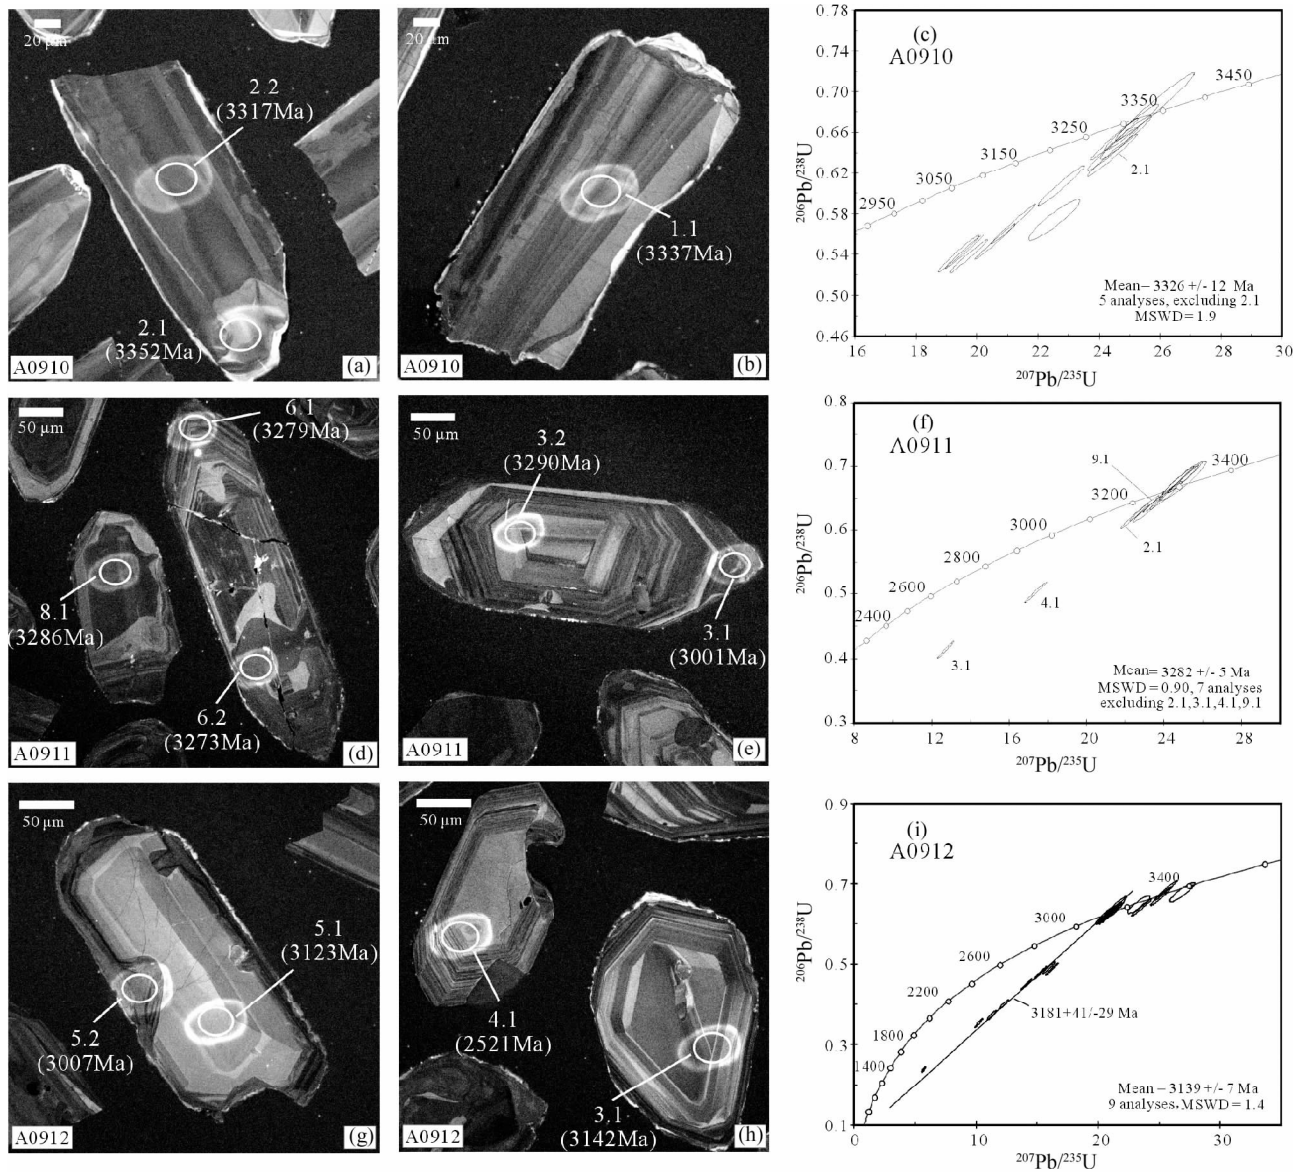 20 µm
2.2
(3317Ma)
2.1
(3352Ma)
A0910
(a)
20 µm
1.1
(3337Ma)
A0910
(b)
(c)
A0910
0.78
0.74
0.70
0.66
0.62
0.58
0.54
0.50
0.46
206Pb/238U
2950
3050
3150
3250
3350
3450
2.1
Mean=3326 +/-12 Ma
5 analyses, excluding 2.1
MSWD=1.9
16 18 20 22 24 26 28 30
207Pb/235U
50 µm
6.1
(3279Ma)
8.1
(3286Ma)
6.2
(3273Ma)
A0911
(d)
50 µm
3.2
(3290Ma)
3.1
(3001Ma)
A0911
(e)
(f)
A0911
0.8
0.7
0.6
0.5
0.4
0.3
206Pb/238U
2400
2600
2800
3000
3200
3400
9.1
2.1
4.1
3.1
Mean=3282 +/-5 Ma
MSWD=0.90, 7 analyses
excluding 2.1,3.1,4.1,9.1
8 12 16 20 24 28
207Pb/235U
50 µm
5.1
(3123Ma)
5.2
(3007Ma)
A0912
(g)
50 µm
4.1
(2521Ma)
3.1
(3142Ma)
A0912
(h)
(i)
A0912
0.9
0.7
0.5
0.3
0.1
206Pb/238U
1400
1800
2200
2600
3000
3400
3181+41/-29 Ma
Mean=3139 +/-7 Ma
9 analyses, MSWD=1.4
0 10 20 30
207Pb/235U